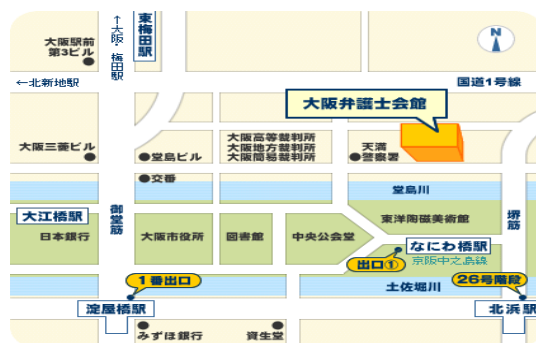 ↑大阪・梅田駅
東梅田駅
大阪駅前
第3ビル
N
←北新地駅
国道1号線
大阪弁護士会館
大阪三菱ビル
堂島ビル
大阪高等裁判所
大阪地方裁判所
大阪簡易裁判所
天満
警察署
交番
堂島川
大江橋駅
御堂筋
東洋陶磁美術館
堺筋
日本銀行
大阪市役所
図書館
中央公会堂
なにわ橋駅
京阪中之島線
出口①
1番出口
土佐堀川
26号階段
淀屋橋駅
北浜駅
みずほ銀行
資生堂